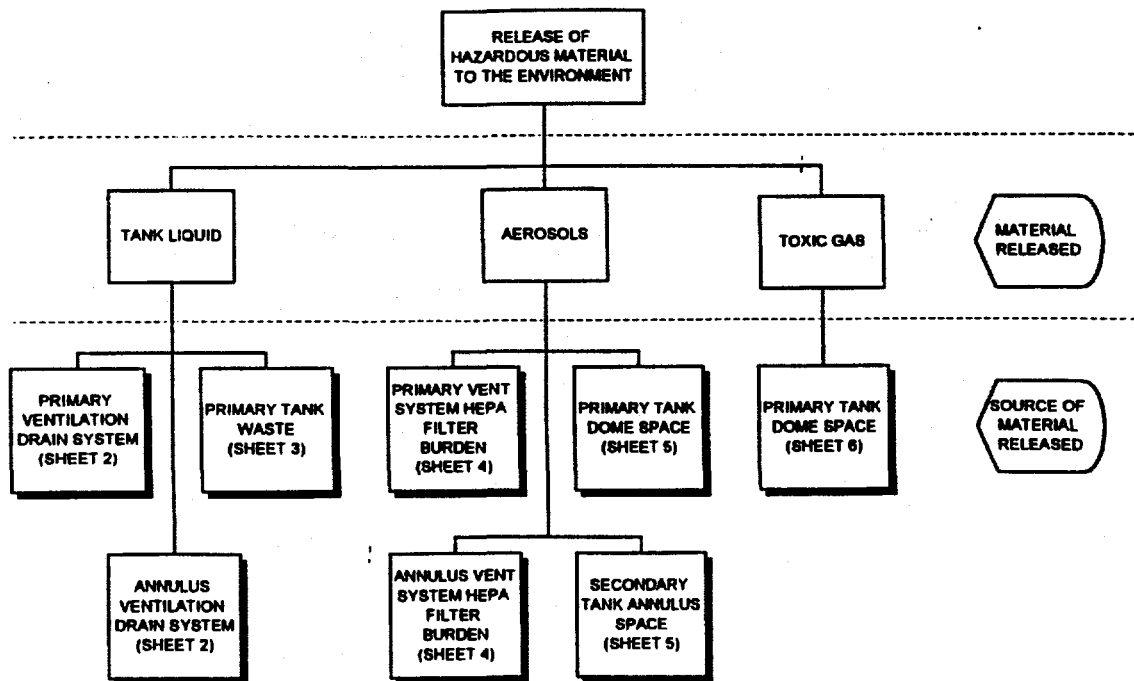 RELEASE OF
HAZARDOUS MATERIAL
TO THE ENVIRONMENT
TANK LIQUID
AEROSOLS
TOXIC GAS
MATERIAL
RELEASED
PRIMARY
VENTILATION
DRAIN SYSTEM
(SHEET 2)
PRIMARY TANK
WASTE
(SHEET 3)
PRIMARY VENT
SYSTEM HEPA
FILTER
BURDEN
(SHEET 4)
PRIMARY TANK
DOME SPACE
(SHEET 5)
PRIMARY TANK
DOME SPACE
(SHEET 6)
SOURCE OF
MATERIAL
RELEASED
ANNULUS
VENTILATION
DRAIN SYSTEM
(SHEET 2)
ANNULUS VENT
SYSTEM HEPA
FILTER
BURDEN
(SHEET 4)
SECONDARY
TANK ANNULUS
SPACE
(SHEET 5)